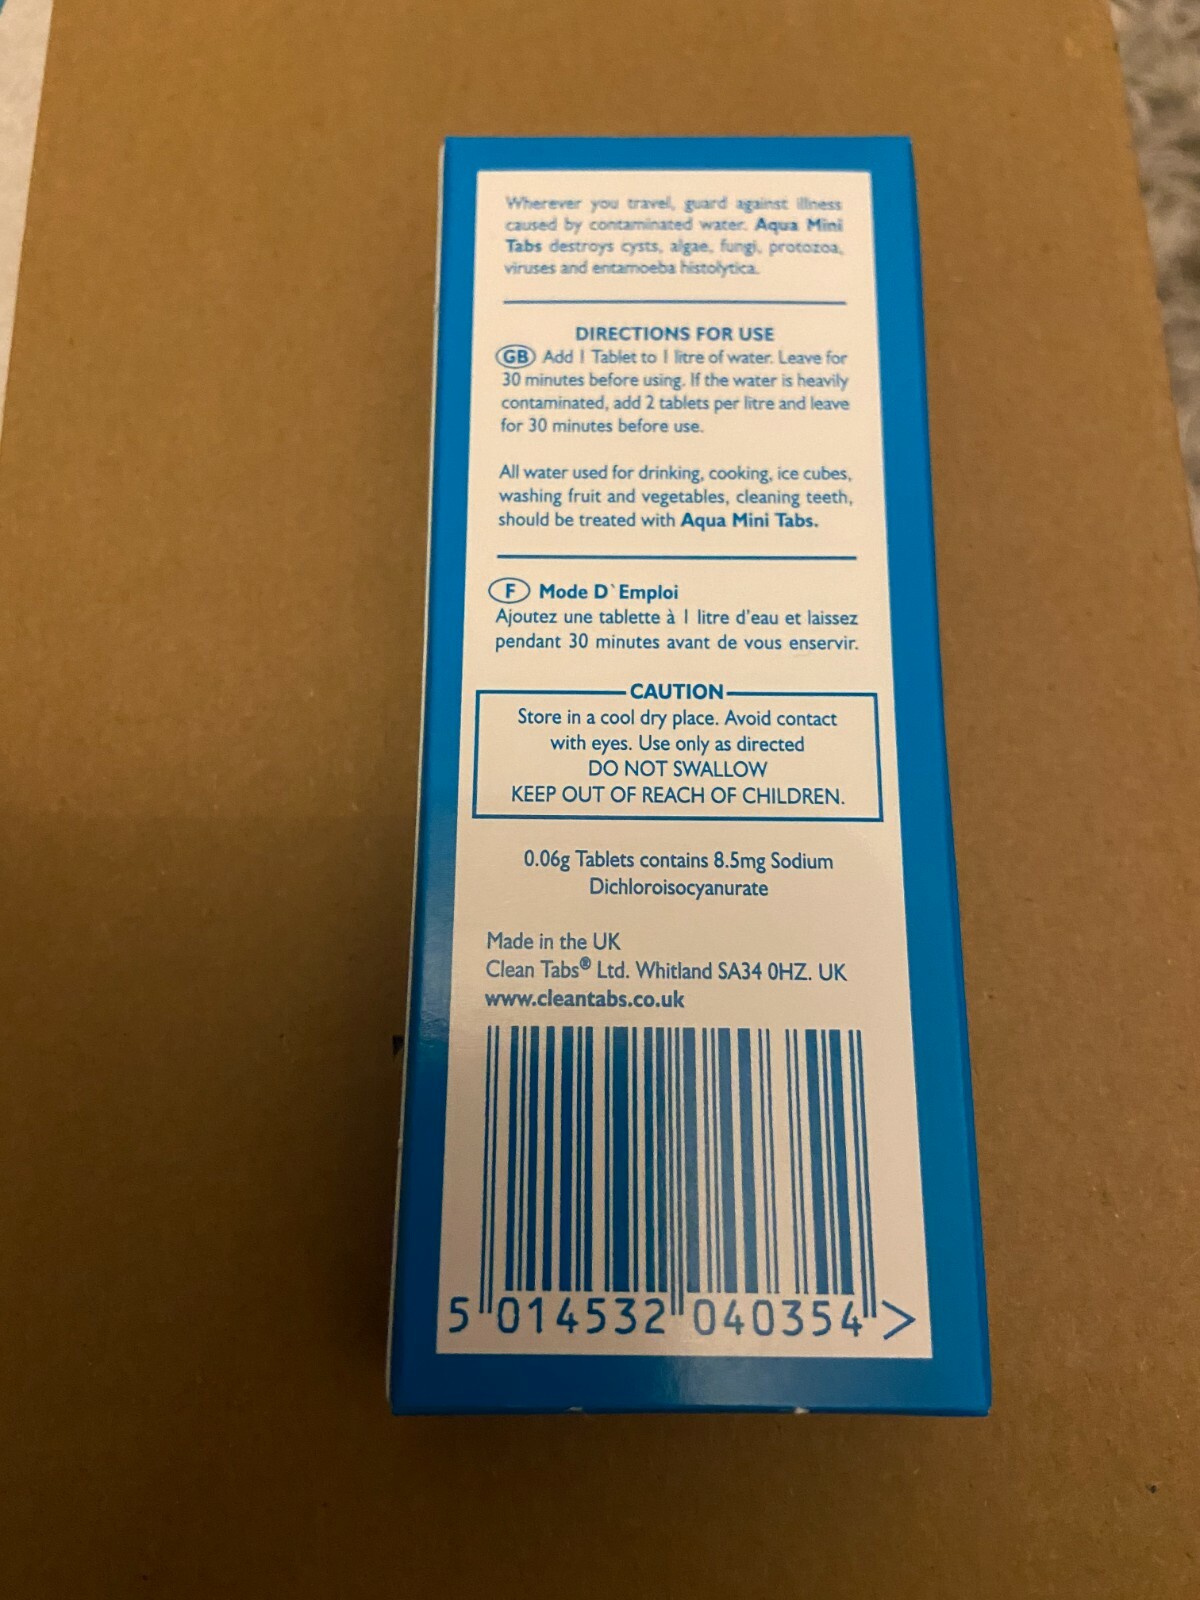 Wherever you travel, guard against illness
caused by contaminated water. Aqua Mini
Tabs destroys cysts, algae, fungi, protozoa,
viruses and entamoeba histolytica.
DIRECTIONS FOR USE
GB Add 1 Tablet to 1 litre of water. Leave for
30 minutes before using. If the water is heavily
contaminated, add 2 tablets per litre and leave
for 30 minutes before use.
All water used for drinking, cooking, ice cubes,
washing fruit and vegetables, cleaning teeth,
should be treated with Aqua Mini Tabs.
F Mode D`Emploi
Ajoutez une tablette à 1 litre d'eau et laissez
pendant 30 minutes avant de vous enservir.
CAUTION
Store in a cool dry place. Avoid contact
with eyes. Use only as directed
DO NOT SWALLOW
KEEP OUT OF REACH OF CHILDREN.
0.06g Tablets contains 8.5mg Sodium
Dichloroisocyanurate
Made in the UK
Clean Tabs® Ltd. Whitland SA34 0HZ. UK
www.cleantabs.co.uk
5 014532 040354 >